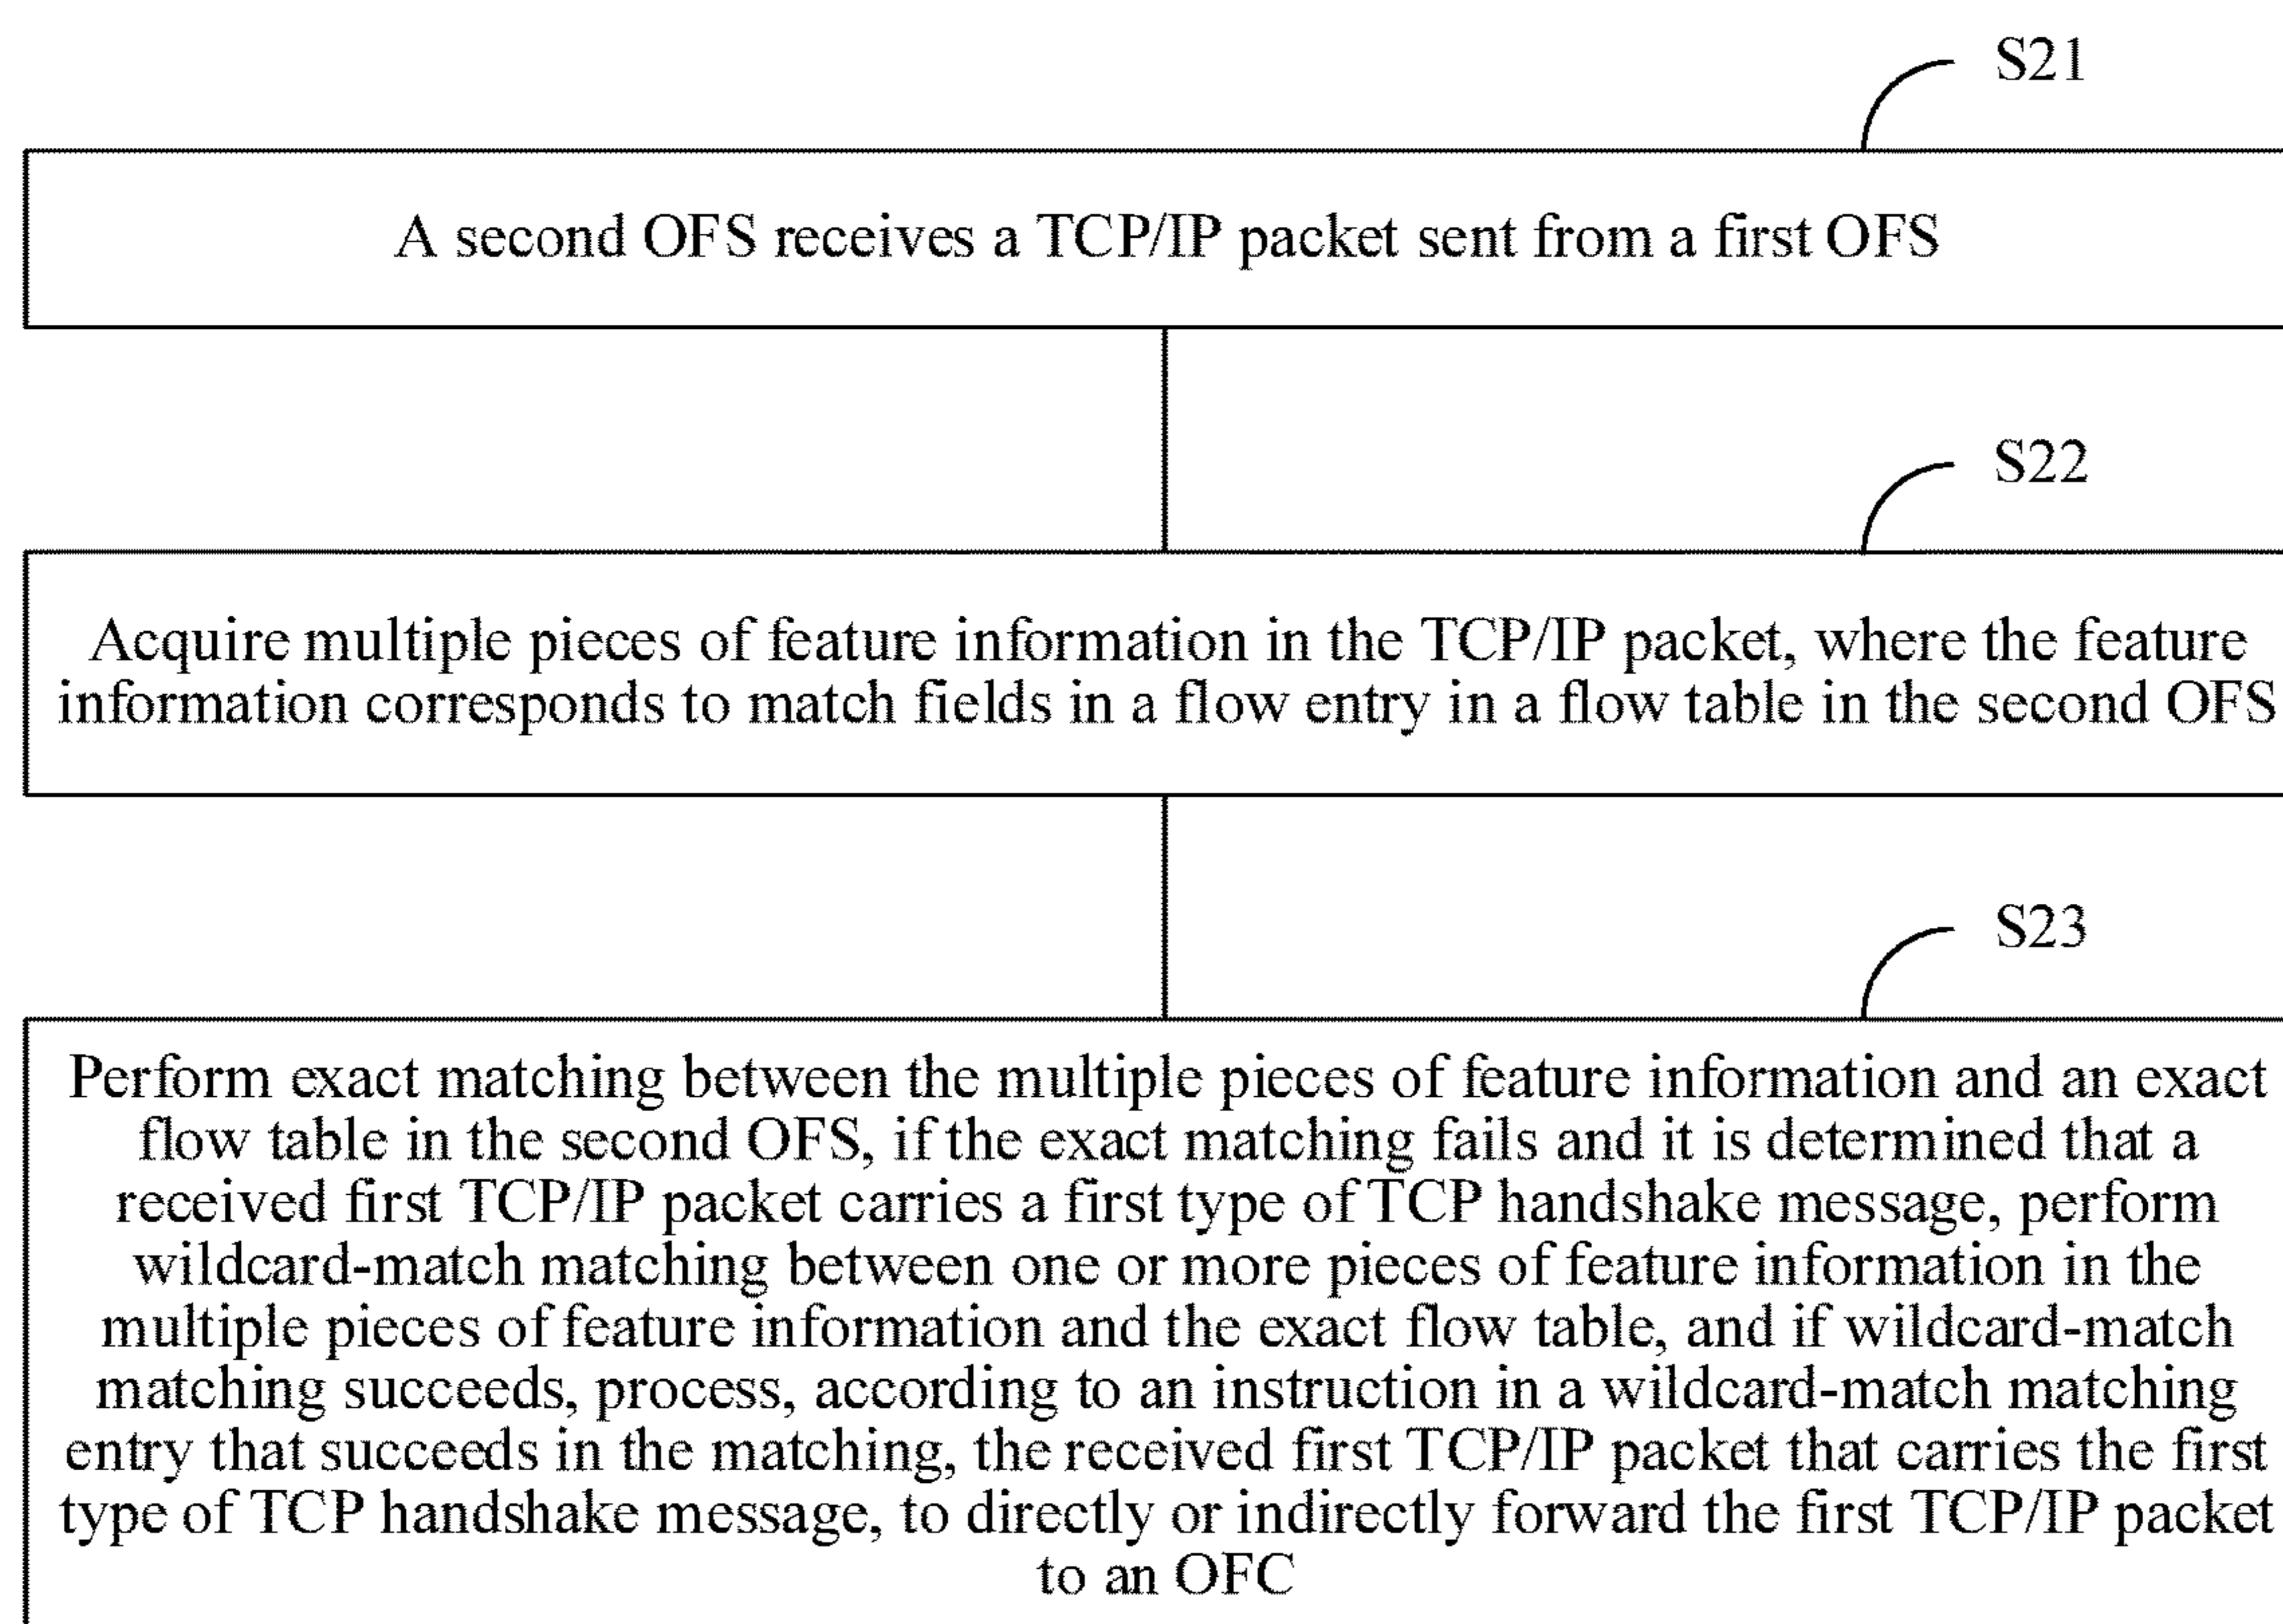 S21
A second OFS receives a TCP/IP packet sent from a first OFS
S22
Acquire multiple pieces of feature information in the TCP/IP packet, where the feature
information corresponds to match fields in a flow entry in a flow table in the second OFS
S23
Perform exact matching between the multiple pieces of feature information and an exact
flow table in the second OFS, if the exact matching fails and it is determined that a
received first TCP/IP packet carries a first type of TCP handshake message, perform
wildcard-match matching between one or more pieces of feature information in the
multiple pieces of feature information and the exact flow table, and if wildcard-match
matching succeeds, process, according to an instruction in a wildcard-match matching
entry that succeeds in the matching, the received first TCP/IP packet that carries the first
type of TCP handshake message, to directly or indirectly forward the first TCP/IP packet
to an OFC